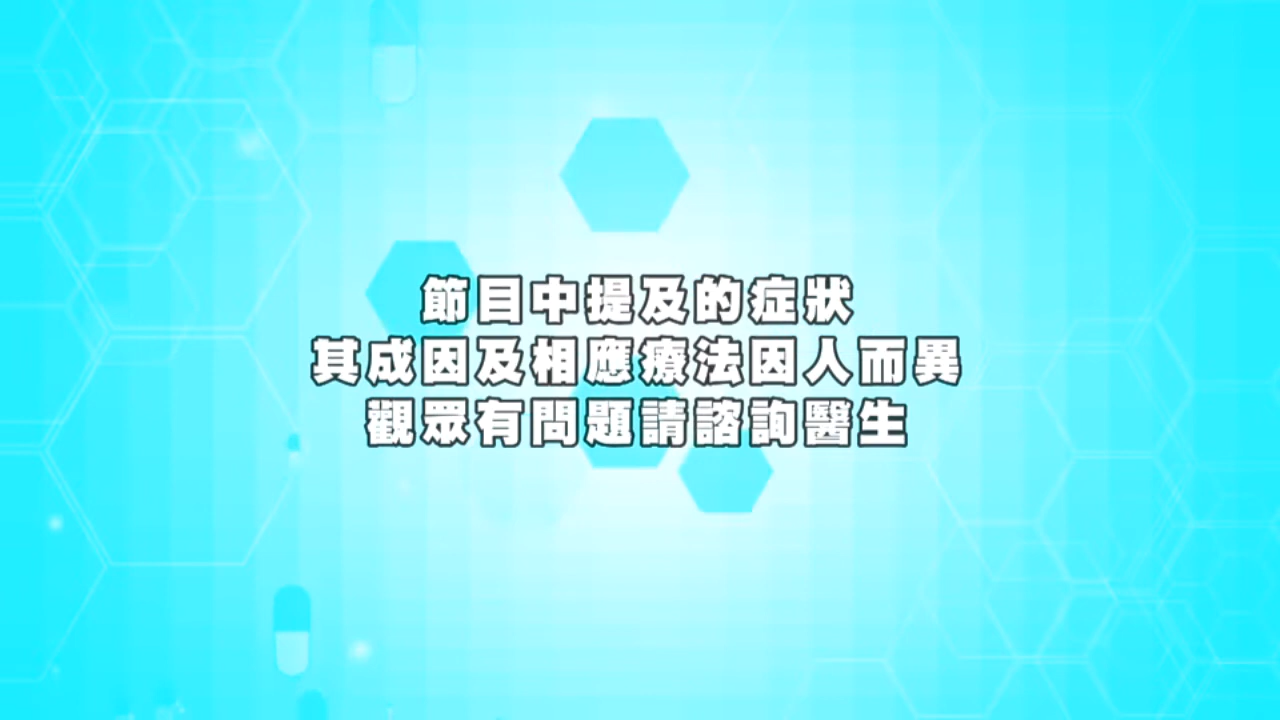 節目中提及的症狀
其成因及相應療法因人而異
觀眾有問題請諮詢醫生